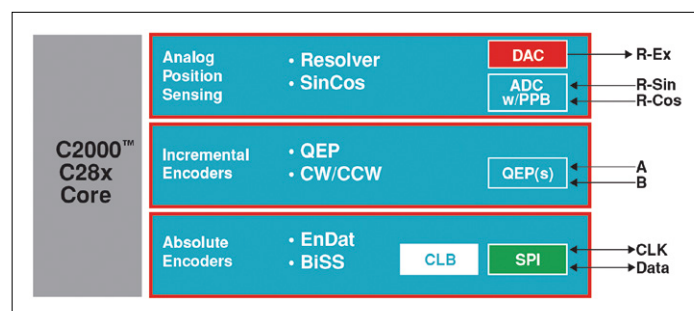 C2000™
C28x
Core
Analog
Position
Sensing
• Resolver
• SinCos
DAC
R-Ex
ADC
w/PPB
R-Sin
R-Cos
Incremental
Encoders
• QEP
• CW/CCW
QEP(s)
A
B
Absolute
Encoders
• EnDat
• BiSS
CLB
SPI
CLK
Data